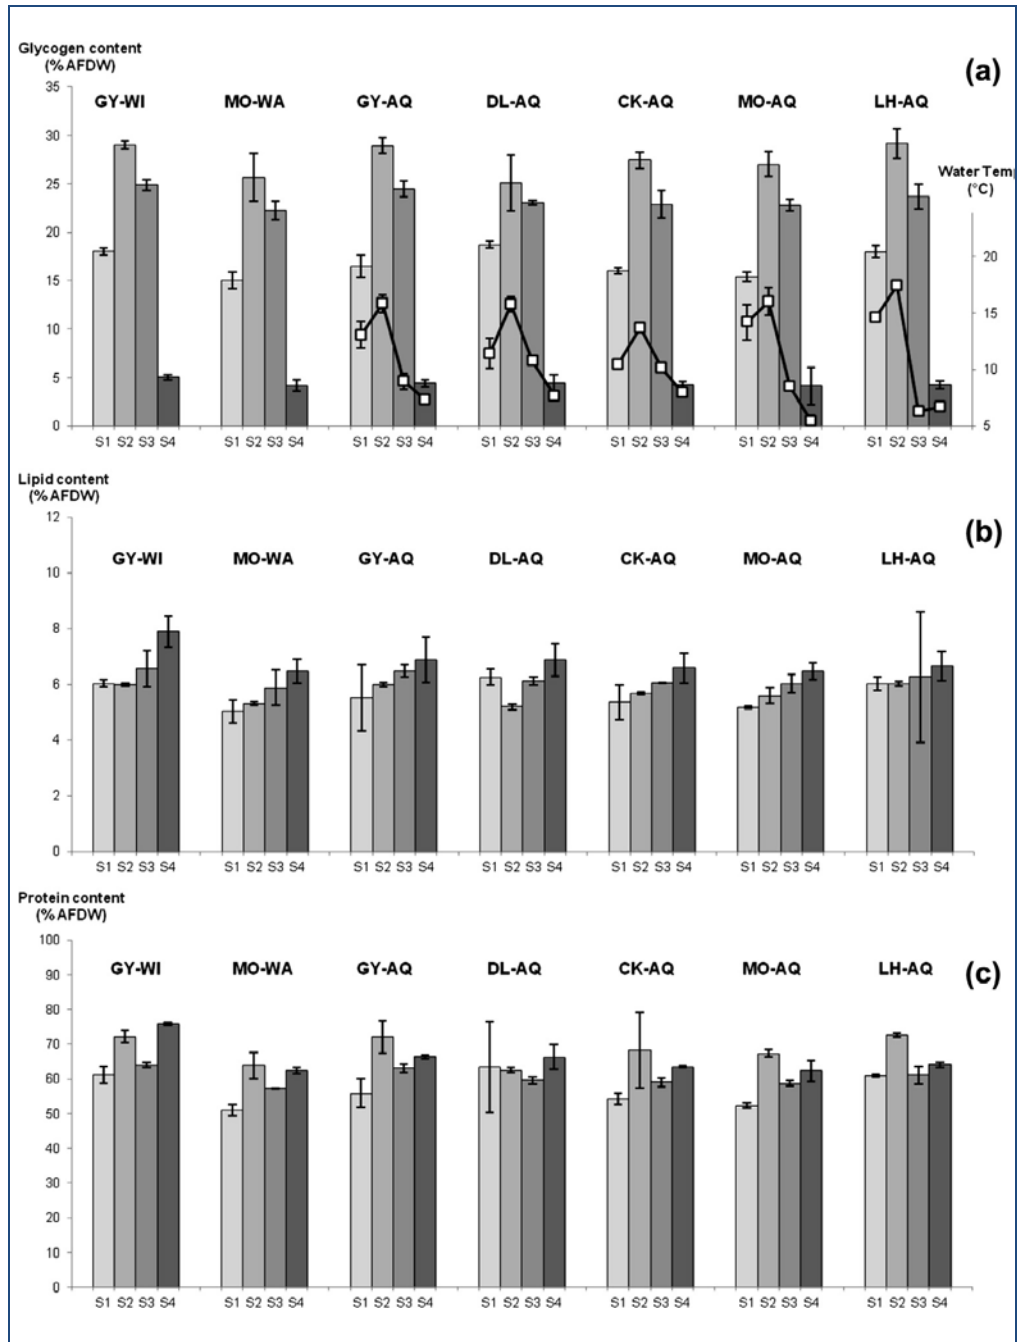 Glycogen content
(% AFDW)
(a)
35
GY-WI MO-WA GY-AQ DL-AQ CK-AQ MO-AQ LH-AQ
30
25
Water Temp
(°C)
20
20
15
15
10
10
5
0
5
S1 S2 S3 S4 S1 S2 S3 S4 S1 S2 S3 S4 S1 S2 S3 S4 S1 S2 S3 S4 S1 S2 S3 S4 S1 S2 S3 S4
Lipid content
(% AFDW)
12
(b)
GY-WI MO-WA GY-AQ DL-AQ CK-AQ MO-AQ LH-AQ
10
8
6
4
2
0
S1 S2 S3 S4 S1 S2 S3 S4 S1 S2 S3 S4 S1 S2 S3 S4 S1 S2 S3 S4 S1 S2 S3 S4 S1 S2 S3 S4
Protein content
(% AFDW)
100
(c)
GY-WI MO-WA GY-AQ DL-AQ CK-AQ MO-AQ LH-AQ
90
80
70
60
50
40
30
20
10
0
S1 S2 S3 S4 S1 S2 S3 S4 S1 S2 S3 S4 S1 S2 S3 S4 S1 S2 S3 S4 S1 S2 S3 S4 S1 S2 S3 S4